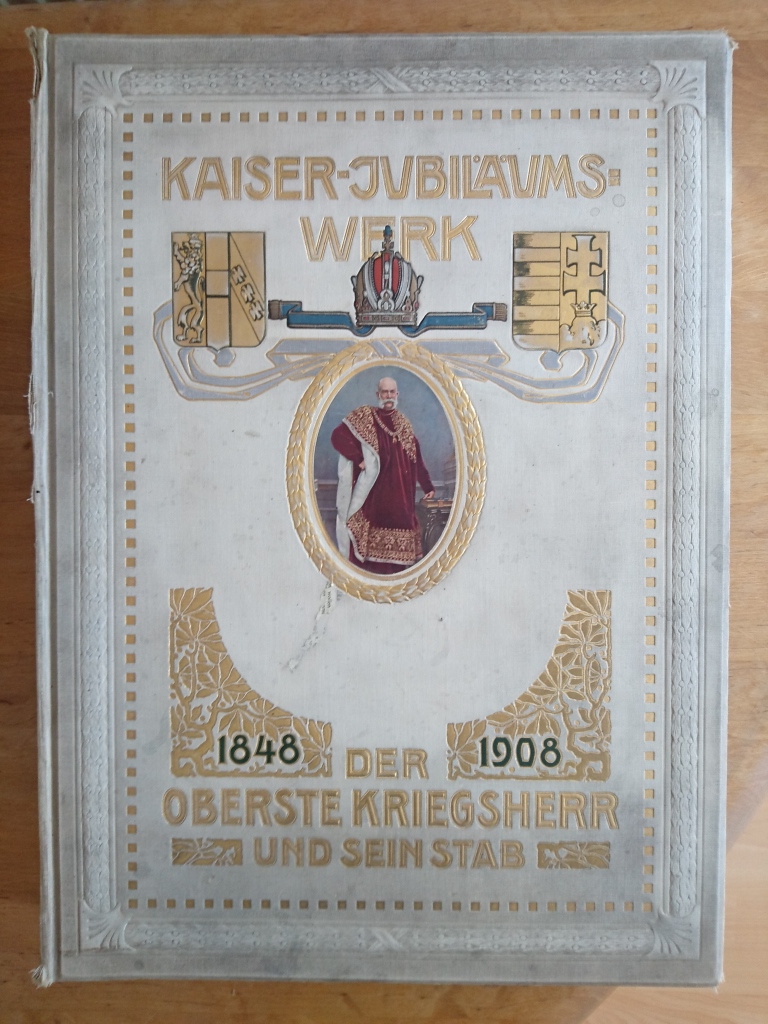 KAISER-JUBILÄUMS-
WERK
1848
1908
DER
OBERSTE KRIEGSHERR
UND SEIN STAB